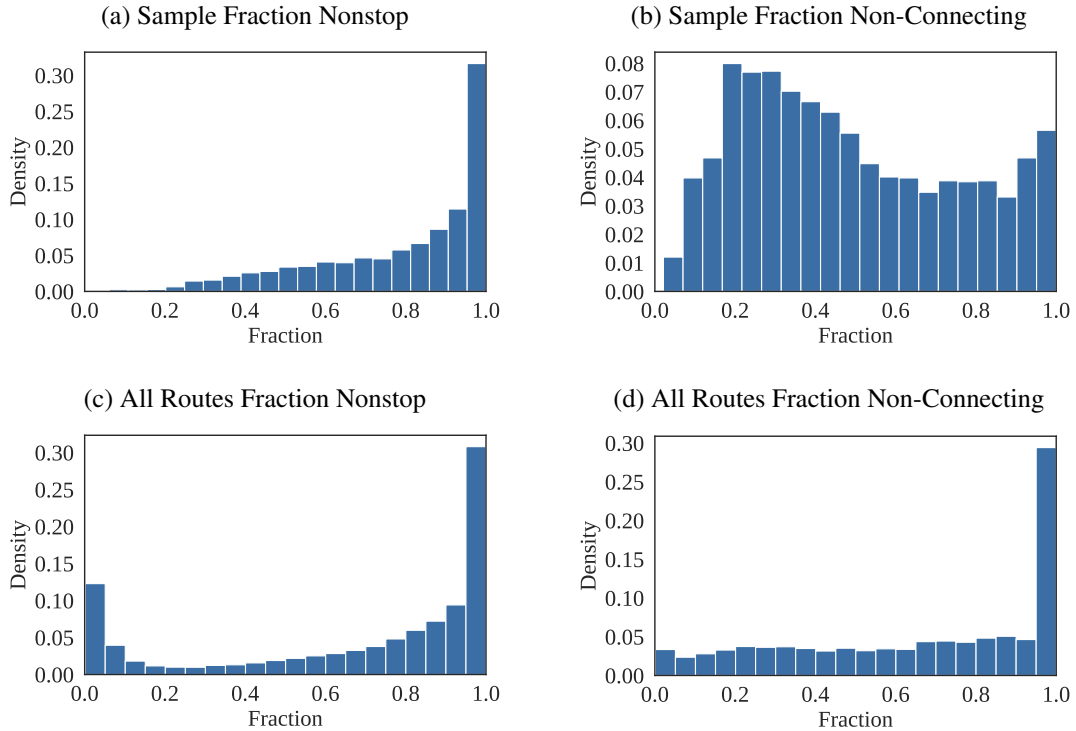 (a) Sample Fraction Nonstop
0.30
0.25
0.20
0.15
0.10
0.05
0.00
Density
0.0 0.2 0.4 0.6 0.8 1.0
Fraction
(b) Sample Fraction Non-Connecting
0.08
0.07
0.06
0.05
0.04
0.03
0.02
0.01
0.00
Density
0.0 0.2 0.4 0.6 0.8 1.0
Fraction
(c) All Routes Fraction Nonstop
0.30
0.25
0.20
0.15
0.10
0.05
0.00
Density
0.0 0.2 0.4 0.6 0.8 1.0
Fraction
(d) All Routes Fraction Non-Connecting
0.30
0.25
0.20
0.15
0.10
0.05
0.00
Density
0.0 0.2 0.4 0.6 0.8 1.0
Fraction